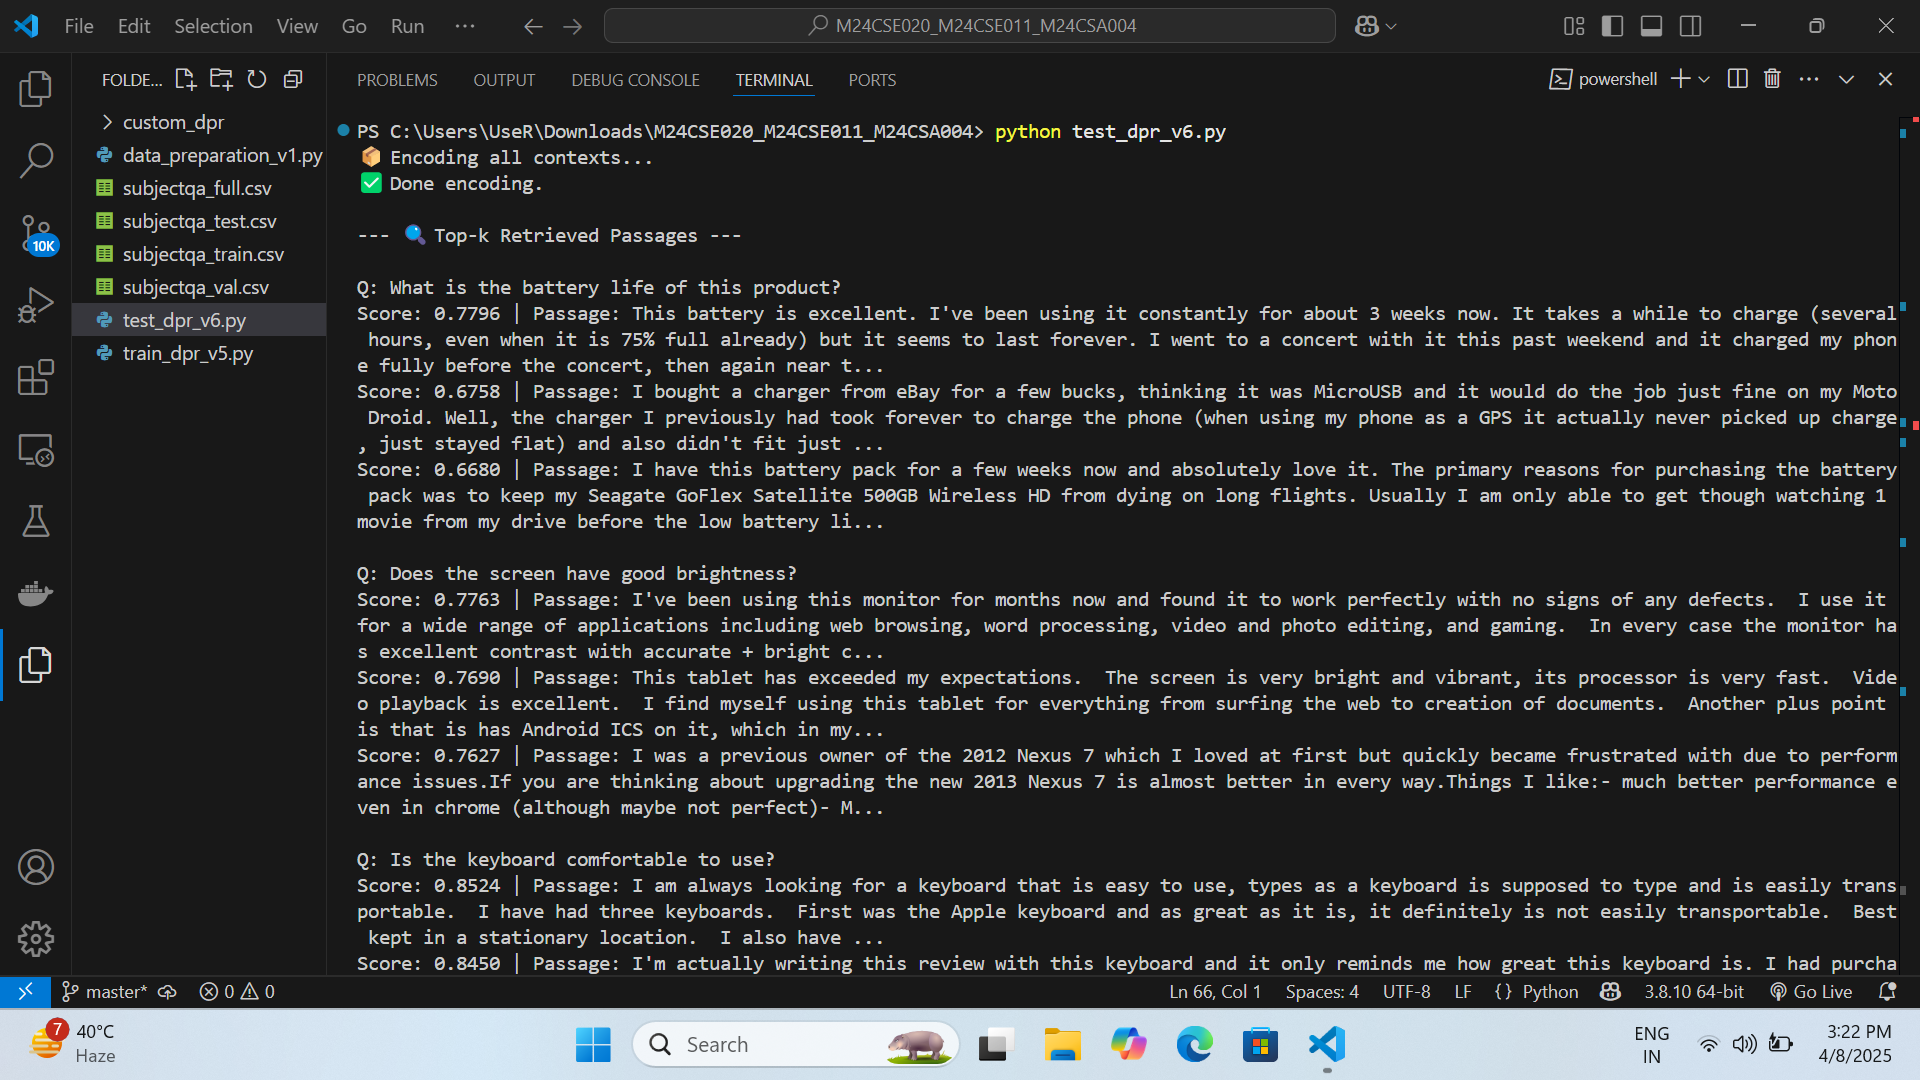 File Edit Selection View Go Run ··· M24CSE020_M24CSE011_M24CSA004
FOLDE...
custom_dpr
data_preparation_v1.py
subjectqa_full.csv
subjectqa_test.csv
subjectqa_train.csv
subjectqa_val.csv
test_dpr_v6.py
train_dpr_v5.py
10K
PROBLEMS OUTPUT DEBUG CONSOLE TERMINAL PORTS powershell
PS C:\Users\UseR\Downloads\M24CSE020_M24CSE011_M24CSA004> python test_dpr_v6.py
📦 Encoding all contexts...
✅ Done encoding.
--- 🔍 Top-k Retrieved Passages ---
Q: What is the battery life of this product?
Score: 0.7796 | Passage: This battery is excellent. I've been using it constantly for about 3 weeks now. It takes a while to charge (several
hours, even when it is 75% full already) but it seems to last forever. I went to a concert with it this past weekend and it charged my phon
e fully before the concert, then again near t...
Score: 0.6758 | Passage: I bought a charger from eBay for a few bucks, thinking it was MicroUSB and it would do the job just fine on my Moto
Droid. Well, the charger I previously had took forever to charge the phone (when using my phone as a GPS it actually never picked up charge
, just stayed flat) and also didn't fit just ...
Score: 0.6680 | Passage: I have this battery pack for a few weeks now and absolutely love it. The primary reasons for purchasing the battery
pack was to keep my Seagate GoFlex Satellite 500GB Wireless HD from dying on long flights. Usually I am only able to get though watching 1
movie from my drive before the low battery li...
Q: Does the screen have good brightness?
Score: 0.7763 | Passage: I've been using this monitor for months now and found it to work perfectly with no signs of any defects.  I use it
for a wide range of applications including web browsing, word processing, video and photo editing, and gaming.  In every case the monitor ha
s excellent contrast with accurate + bright c...
Score: 0.7690 | Passage: This tablet has exceeded my expectations.  The screen is very bright and vibrant, its processor is very fast.  Vide
o playback is excellent.  I find myself using this tablet for everything from surfing the web to creation of documents.  Another plus point
is that is has Android ICS on it, which in my...
Score: 0.7627 | Passage: I was a previous owner of the 2012 Nexus 7 which I loved at first but quickly became frustrated with due to perform
ance issues.If you are thinking about upgrading the new 2013 Nexus 7 is almost better in every way.Things I like:- much better performance e
ven in chrome (although maybe not perfect)- M...
Q: Is the keyboard comfortable to use?
Score: 0.8524 | Passage: I am always looking for a keyboard that is easy to use, types as a keyboard is supposed to type and is easily trans
portable.  I have had three keyboards.  First was the Apple keyboard and as great as it is, it definitely is not easily transportable.  Best
kept in a stationary location.  I also have ...
Score: 0.8450 | Passage: I'm actually writing this review with this keyboard and it only reminds me how great this keyboard is. I had purcha
master* 0 0 Ln 66, Col 1 Spaces: 4 UTF-8 LF {} Python 3.8.10 64-bit Go Live
7 40°C
Haze
Search
ENG
IN
3:22 PM
4/8/2025